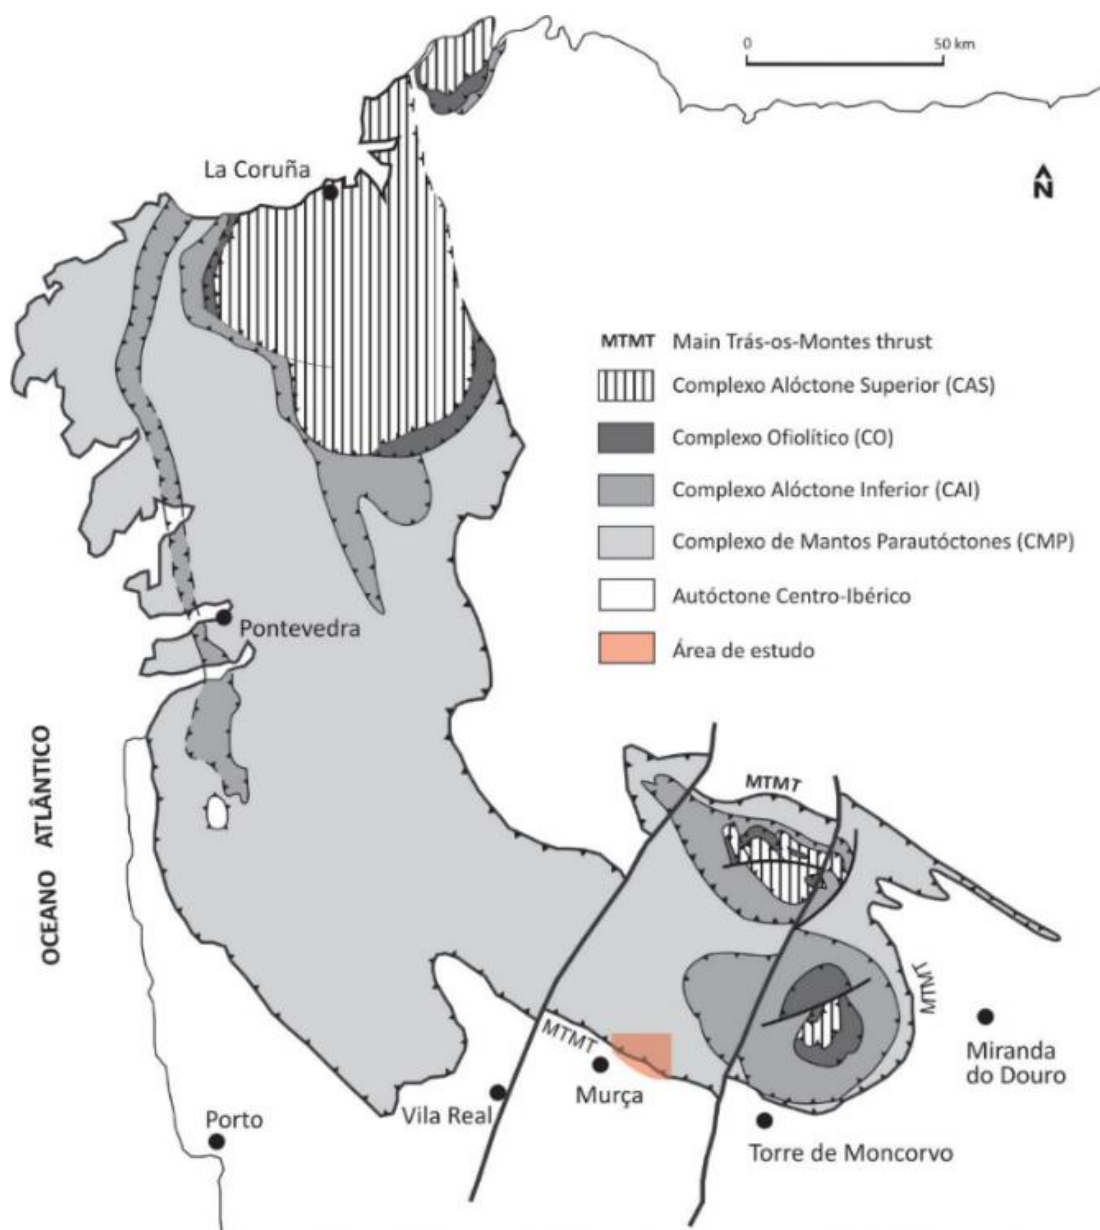 0
50 km
La Coruña
N
MTMT Main Trás-os-Montes thrust
Complexo Alóctone Superior (CAS)
Complexo Ofiolítico (CO)
Complexo Alóctone Inferior (CAI)
Complexo de Mantos Parautóctones (CMP)
Autóctone Centro-Ibérico
Área de estudo
Pontevedra
OCEANO ATLÂNTICO
MTMT
MTMT
MTMT
Miranda
do Douro
Murça
Vila Real
Porto
Torre de Moncorvo